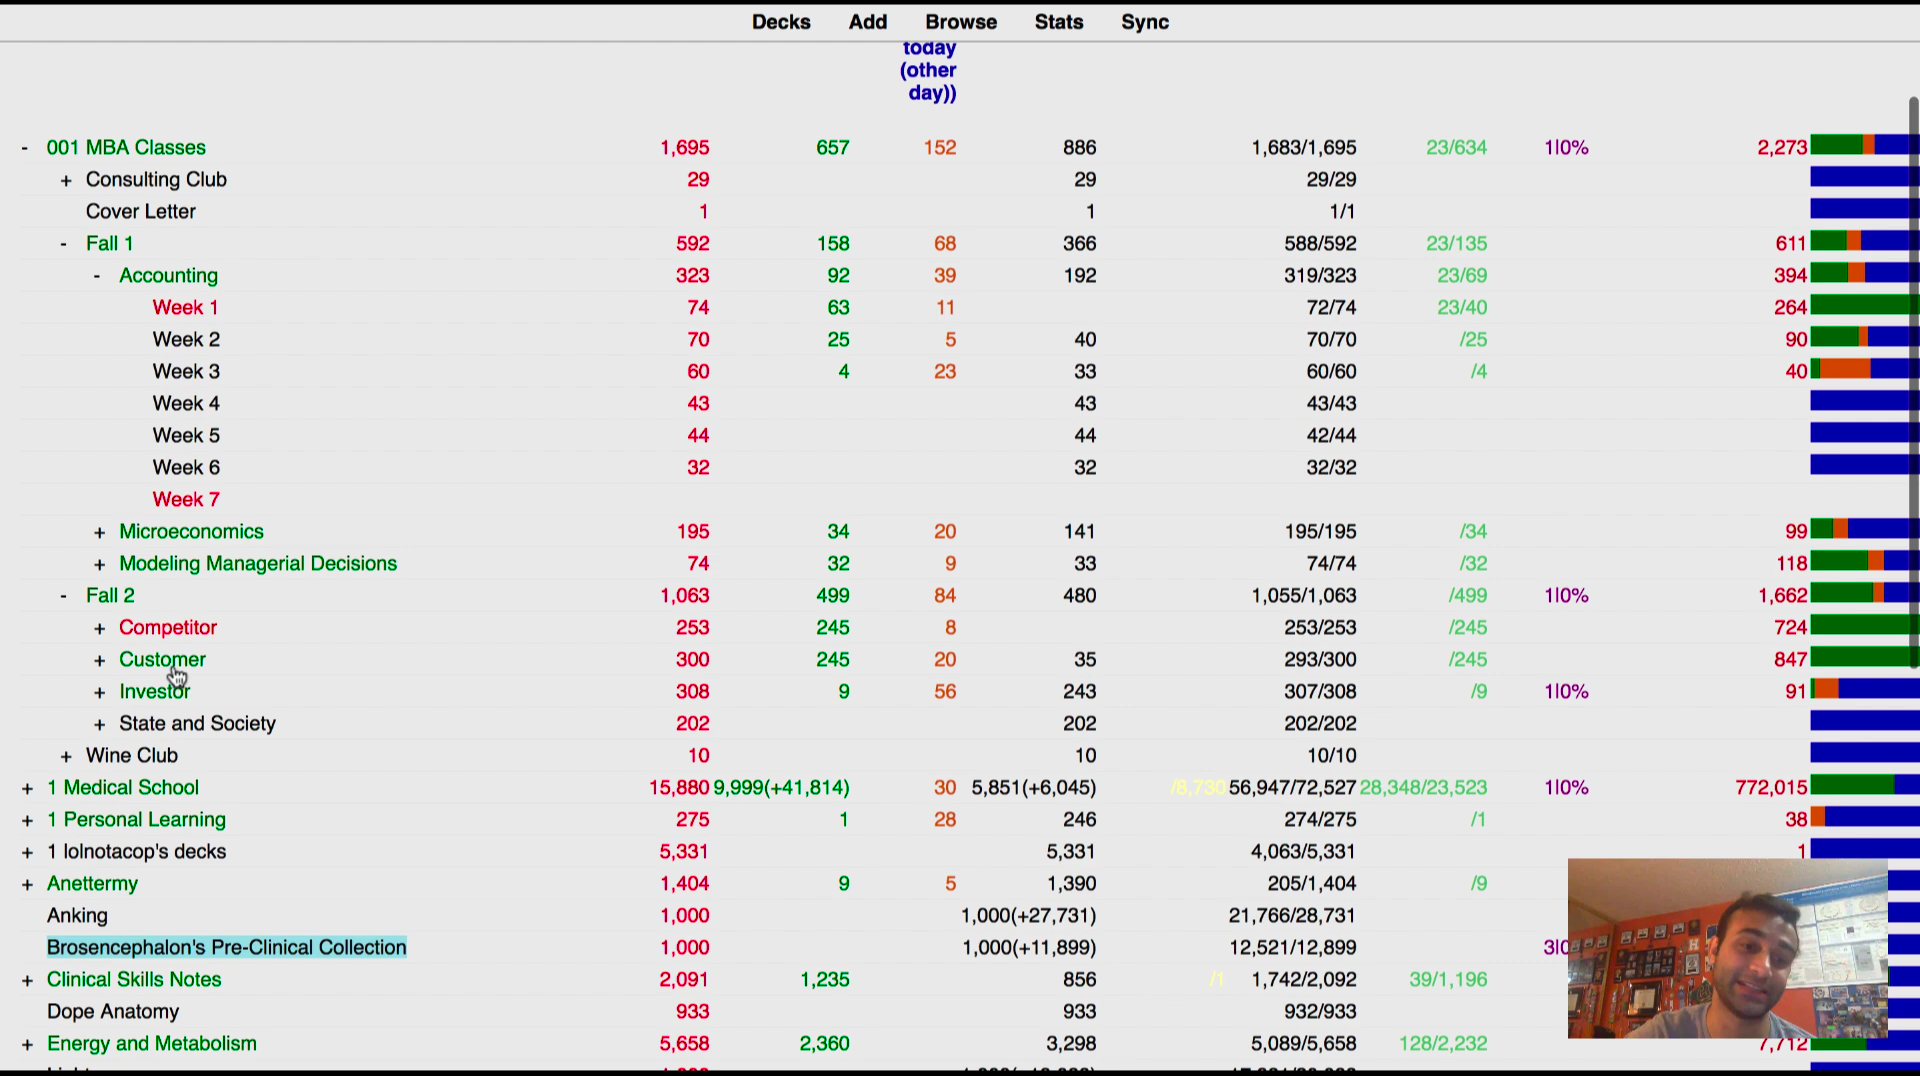 Decks Add Browse Stats Sync
today
(other
day))
- 001 MBA Classes 1,695 657 152 886 1,683/1,695 23/634 1|0% 2,273
+ Consulting Club 29 29 29/29
Cover Letter 1 1 1/1
- Fall 1 592 158 68 366 588/592 23/135 611
- Accounting 323 92 39 192 319/323 23/69 394
Week 1 74 63 11 72/74 23/40 264
Week 2 70 25 5 40 70/70 /25 90
Week 3 60 4 23 33 60/60 /4 40
Week 4 43 43 43/43
Week 5 44 44 42/44
Week 6 32 32 32/32
Week 7
+ Microeconomics 195 34 20 141 195/195 /34 99
+ Modeling Managerial Decisions 74 32 9 33 74/74 /32 118
- Fall 2 1,063 499 84 480 1,055/1,063 /499 1|0% 1,662
+ Competitor 253 245 8 253/253 /245 724
+ Customer 300 245 20 35 293/300 /245 847
+ Investor 308 9 56 243 307/308 /9 1|0% 91
+ State and Society 202 202 202/202
+ Wine Club 10 10 10/10
+ 1 Medical School 15,880 9,999(+41,814) 30 5,851(+6,045) /8,730 56,947/72,527 28,348/23,523 1|0% 772,015
+ 1 Personal Learning 275 1 28 246 274/275 /1 38
+ 1 lolnotacop's decks 5,331 5,331 4,063/5,331 1
+ Anettermy 1,404 9 5 1,390 205/1,404 /9
Anking 1,000 1,000(+27,731) 21,766/28,731
Brosencephalon's Pre-Clinical Collection 1,000 1,000(+11,899) 12,521/12,899
+ Clinical Skills Notes 2,091 1,235 856 /1 1,742/2,092 39/1,196
Dope Anatomy 933 933 932/933
+ Energy and Metabolism 5,658 2,360 3,298 5,089/5,658 128/2,232 7,712